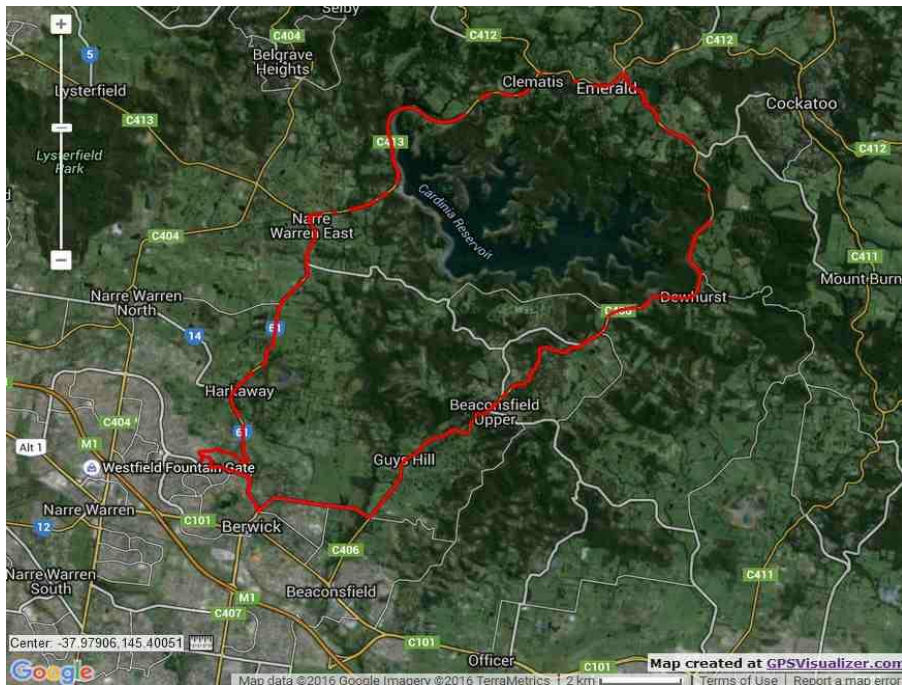 Selby
C412
C404
C412
5
Belgrave
Heights
Lysterfield
Clematis
Emerald
Cockatoo
C413
C413
C412
Lysterfield
Park
Cardinia Reservoir
Narre
Warren East
C404
C411
Mount Burn
Narre Warren
North
Dewhurst
C406
14
61
Harkaway
Beaconsfield
Upper
C404
61
Alt 1
M1
Westfield Fountain Gate
Guys Hill
Narre Warren
12
C101
Berwick
C406
Narre Warren
South
Beaconsfield
C411
M1
C407
C101
Center: -37.97906,145.40051
Officer
C101
Map created at GPSVisualizer.com
Google
Map data ©2016 Google Imagery ©2016 TerraMetrics
2 km
Terms of Use
Report a map error